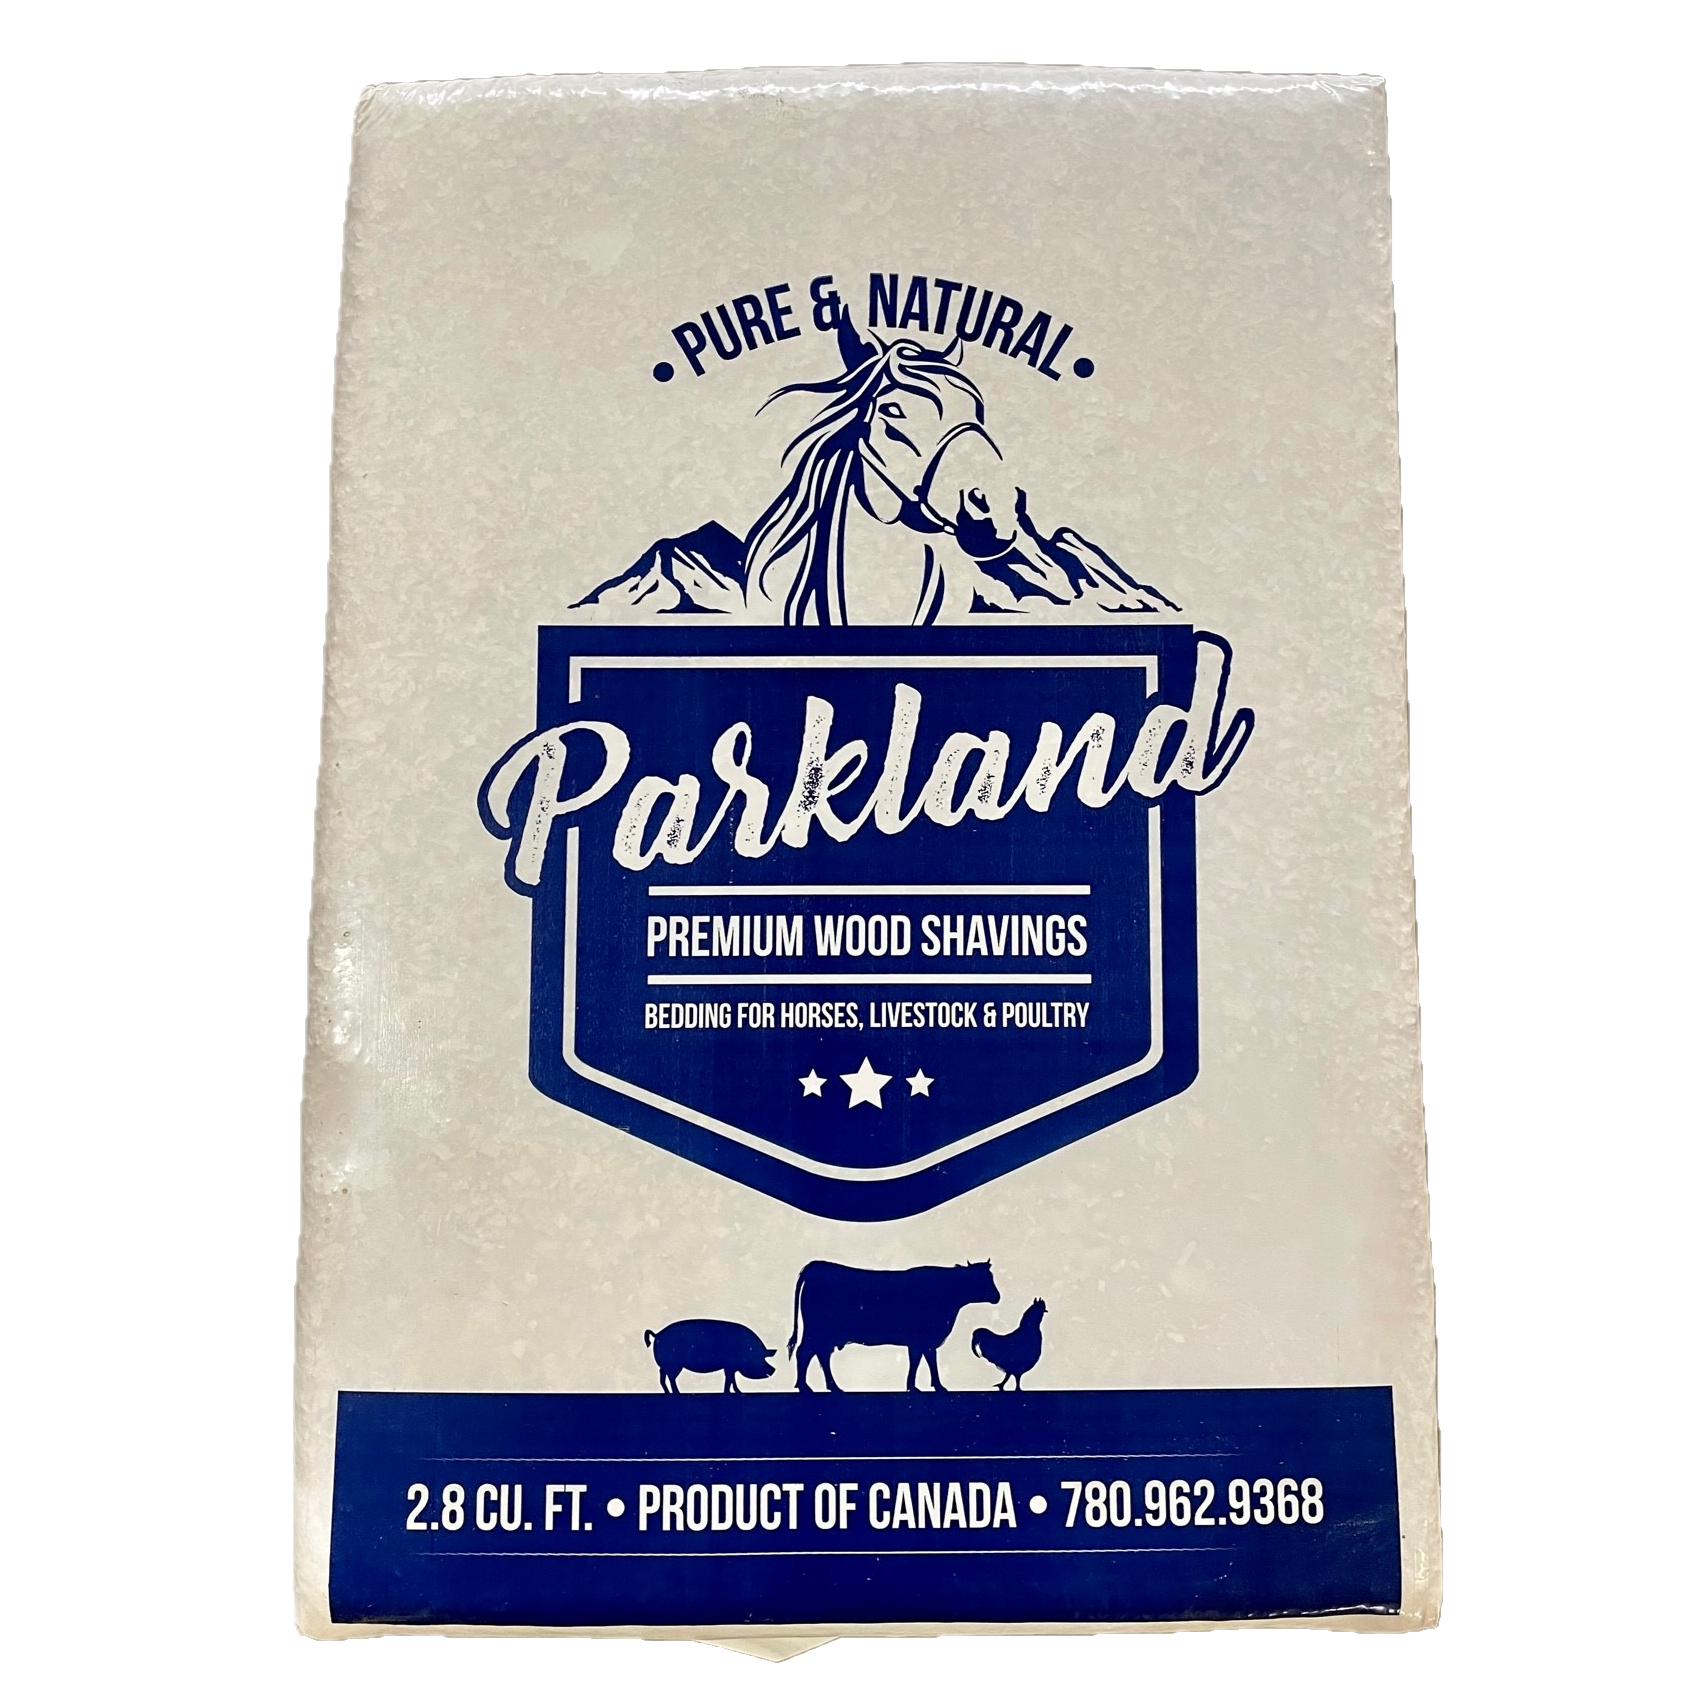 • PURE & NATURAL •
Parkland
PREMIUM WOOD SHAVINGS
BEDDING FOR HORSES, LIVESTOCK & POULTRY
2.8 CU. FT. • PRODUCT OF CANADA • 780.962.9368